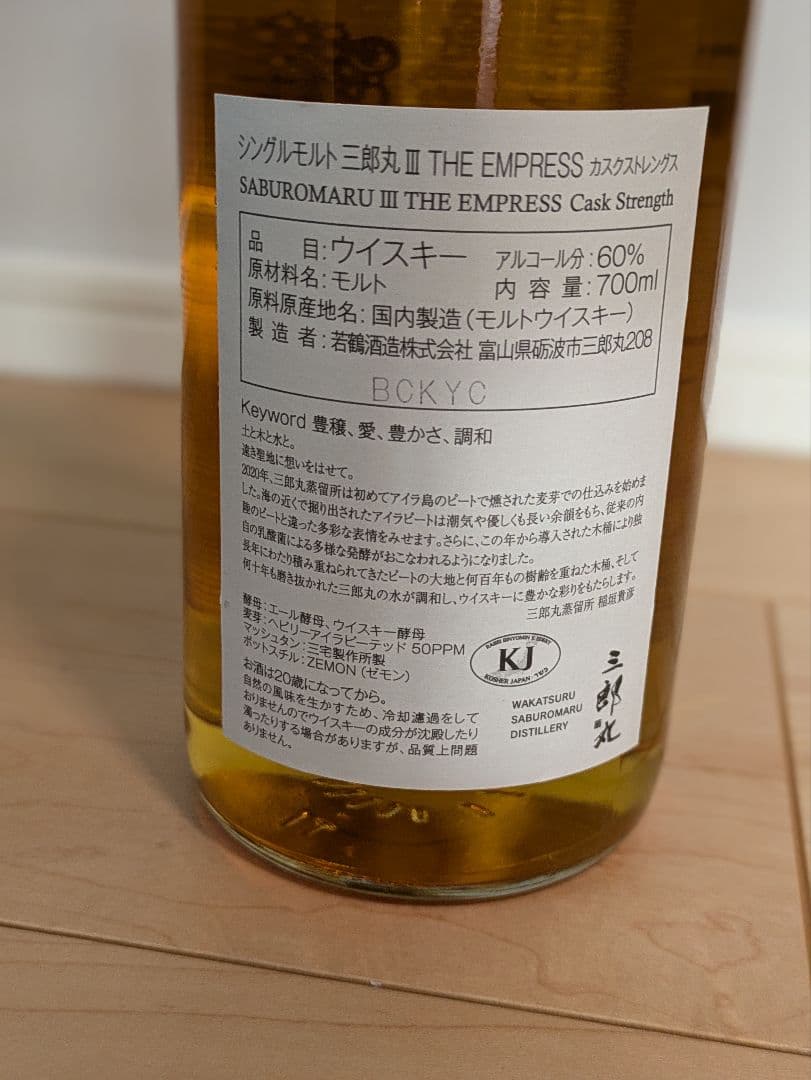 シングルモルト 三郎丸 III THE EMPRESS カスクストレングス
SABUROMARU III THE EMPRESS Cask Strength
品目:ウイスキー アルコール分:60%
原材料名:モルト 内容量:700ml
原料原産地名:国内製造(モルトウイスキー)
製造者:若鶴酒造株式会社 富山県砺波市三郎丸208
BCKYC
Keyword 豊穣、愛、豊かさ、調和
土と木と水と。
遠き聖地に想いをはせて。
2020年、三郎丸蒸留所は初めてアイラ島のピートで燻された麦芽での仕込みを始めま
した。海の近くで掘り出されたアイラピートは潮気や優しくも長い余韻をもち、従来の内
陸のピートと違った多彩な表情をみせます。さらに、この年から導入された木桶により独
自の乳酸菌による多様な発酵がおこなわれるようになりました。
長年にわたり積み重ねられてきたピートの大地と何百年もの樹齢を重ねた木桶、そして
何十年も磨き抜かれた三郎丸の水が調和し、ウイスキーに豊かな彩りをもたらします。
三郎丸蒸留所 稲垣貴彦
酵母:エール酵母、ウイスキー酵母
麦芽:ヘビリーアイラピーテッド 50PPM
マッシュタン:三宅製作所製
ポットスチル:ZEMON(ゼモン)
お酒は20歳になってから。
自然の風味を生かすため、冷却濾過をして
おりませんのでウイスキーの成分が沈殿したり
濁ったりする場合がありますが、品質上問題
ありません。
KJ
KOSHER JAPAN
WAKATSURU
SABUROMARU
DISTILLERY
三郎丸